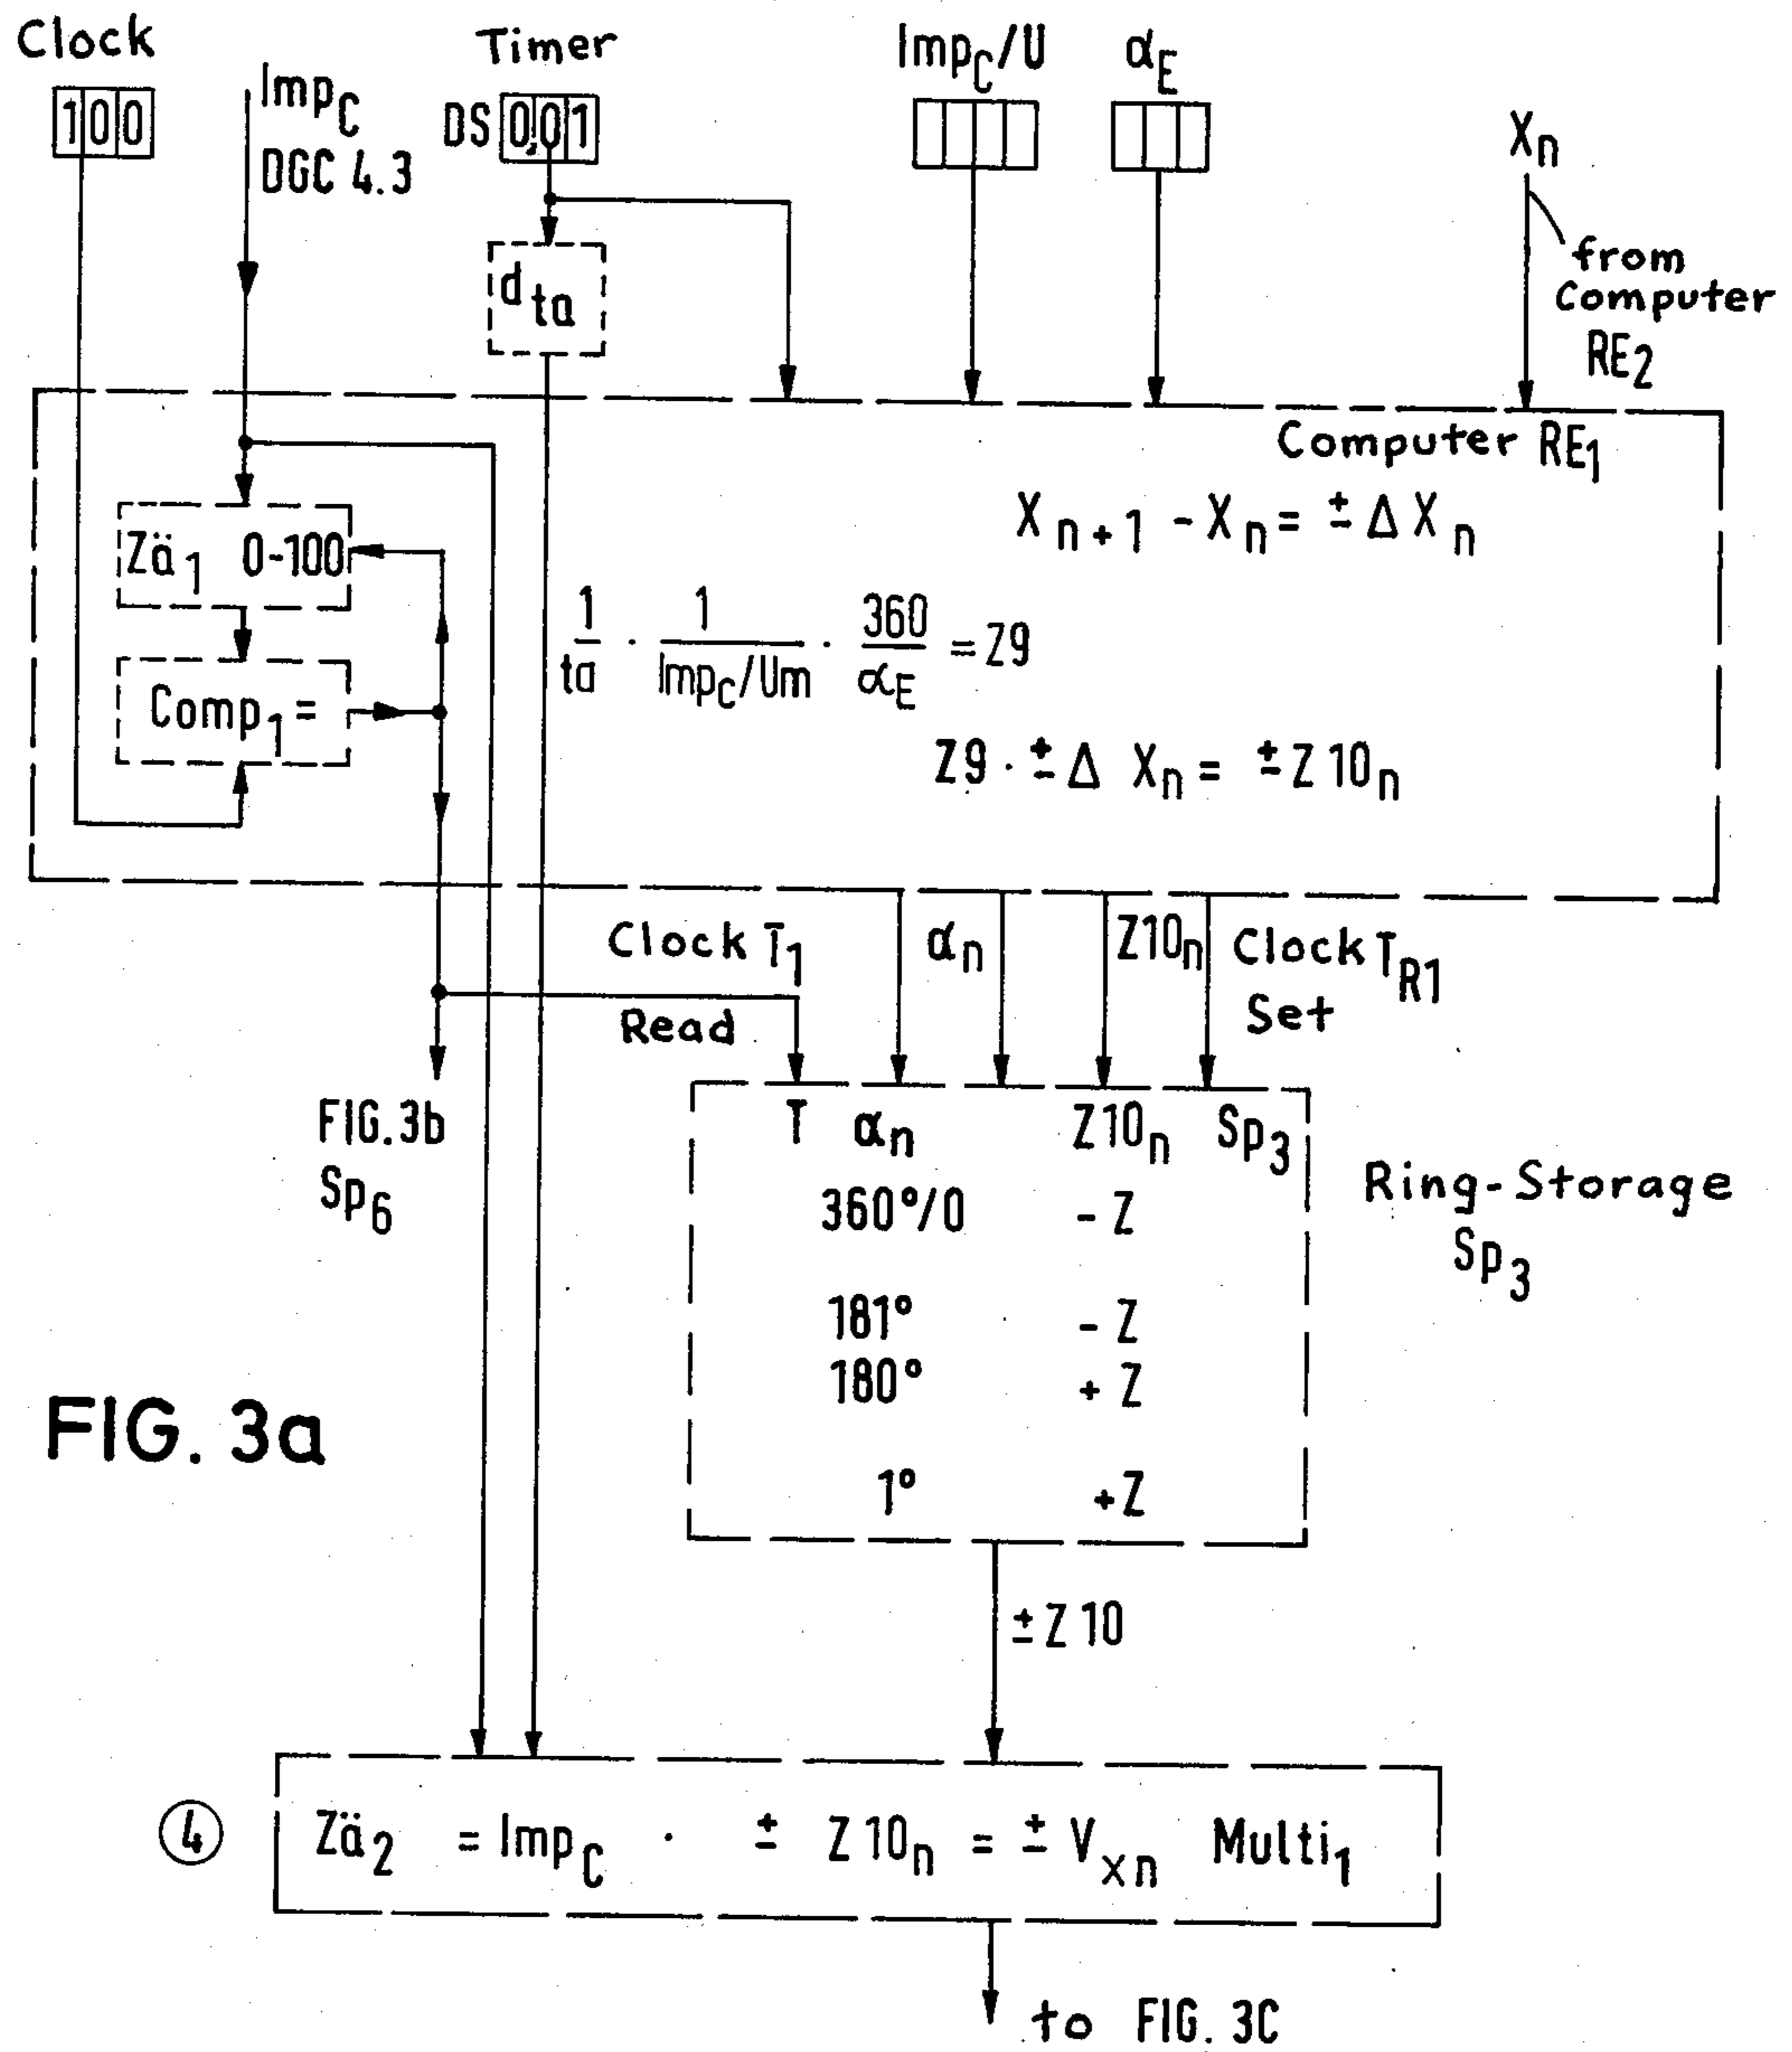 Clock
100
Imp_C
DGC 4.3
Timer
DS 0,01
d_ta
Imp_C/U
α_E
X_n
from
Computer
RE_2
Computer RE_1
X_{n+1} - X_n = ± Δ X_n
Zä_1 0-100
1/ta · 1/(Imp_C/Um) · 360/α_E = Z9
Comp_1 =
Z9 · ± Δ X_n = ± Z10_n
Clock T_1
Read
α_n
Z10_n
Clock T_R1
Set
FIG. 3b
Sp_6
T α_n Z10_n Sp_3
360°/0 - Z
181° - Z
180° + Z
1° + Z
Ring-Storage
Sp_3
FIG. 3a
± Z 10
④ Zä_2 = Imp_C · ± Z10_n = ± V_xn Multi_1
to FIG. 3C